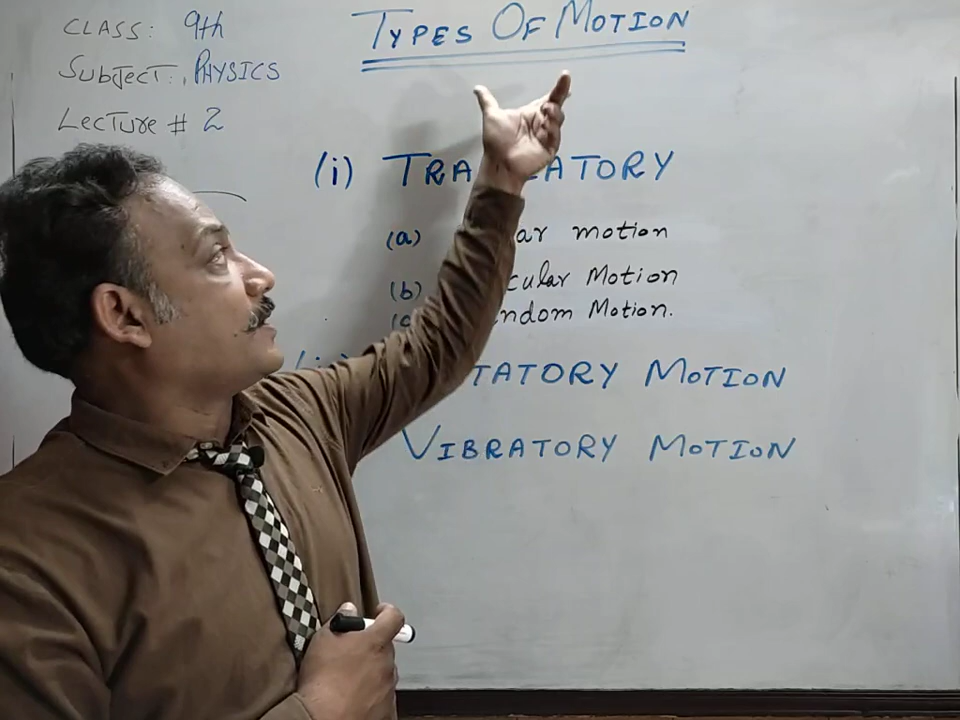 CLASS: 9th
SUBJECT:, PHYSICS
LECTURE # 2
TYPES OF MOTION
(i) TRA ATORY
(a) ar motion
(b) cular Motion
(c ndom Motion.
TATORY MOTION
VIBRATORY MOTION